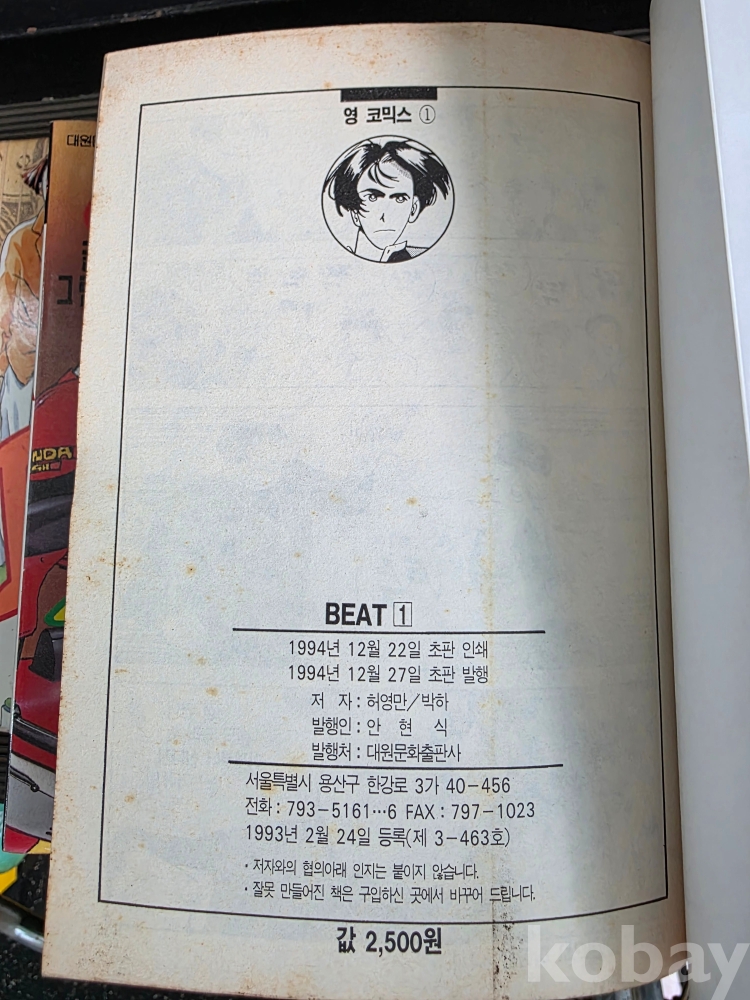 영 코믹스 ①
대원
그림
NDA
BEAT 1
1994년 12월 22일 초판 인쇄
1994년 12월 27일 초판 발행
저 자 : 허영만/박하
발행인 : 안 현 식
발행처 : 대원문화출판사
서울특별시 용산구 한강로 3가 40-456
전화 : 793-5161…6 FAX : 797-1023
1993년 2월 24일 등록(제 3-463호)
· 저자와의 협의아래 인지는 붙이지 않습니다.
· 잘못 만들어진 책은 구입하신 곳에서 바꾸어 드립니다.
값 2,500원
kobay